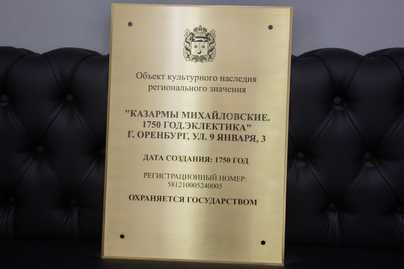 Объект культурного наследия
регионального значения
"КАЗАРМЫ МИХАЙЛОВСКИЕ.
1750 ГОД.ЭКЛЕКТИКА"
Г. ОРЕНБУРГ, УЛ. 9 ЯНВАРЯ, 3
ДАТА СОЗДАНИЯ: 1750 ГОД
РЕГИСТРАЦИОННЫЙ НОМЕР:
581210005240005
ОХРАНЯЕТСЯ ГОСУДАРСТВОМ